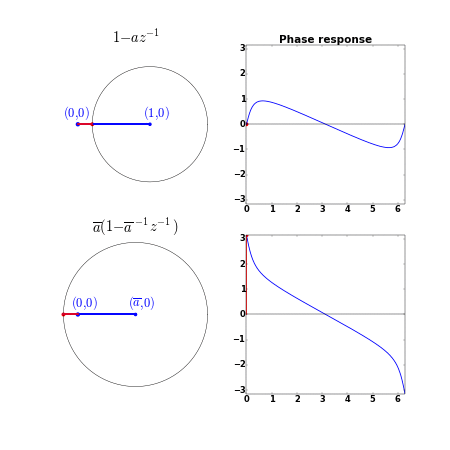 1−az⁻¹
(0,0)
(1,0)
Phase response
3
2
1
0
−1
−2
−3
0 1 2 3 4 5 6
a̅(1−a̅⁻¹z⁻¹)
(0,0)
(a̅,0)
3
2
1
0
−1
−2
−3
0 1 2 3 4 5 6